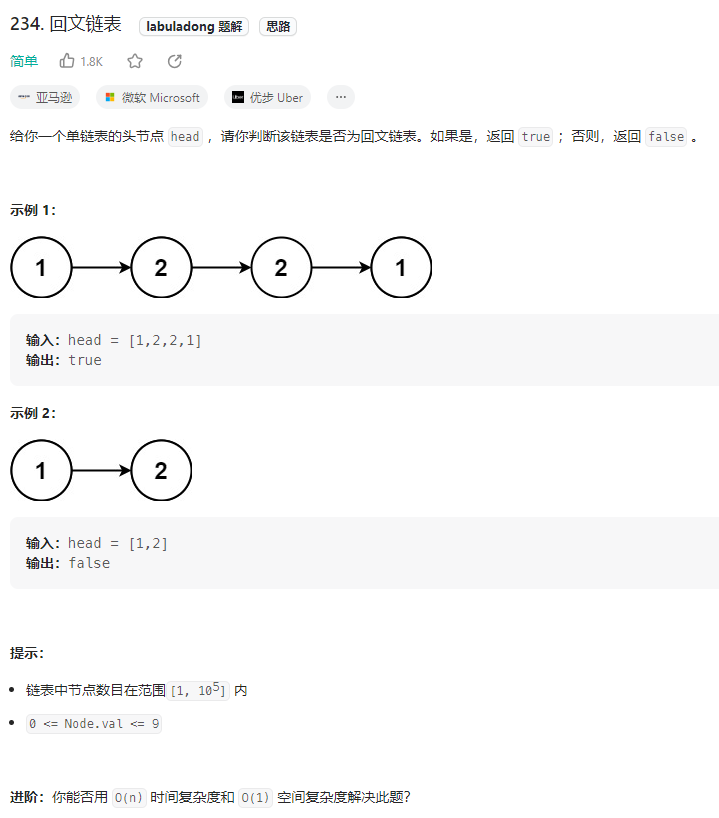 234. 回文链表 labuladong 题解 思路
简单 1.8K
亚马逊 微软 Microsoft Uber 优步 Uber ...
给你一个单链表的头节点 head ，请你判断该链表是否为回文链表。如果是，返回 true ；否则，返回 false 。
示例 1：
1 2 2 1
输入：head = [1,2,2,1]
输出：true
示例 2：
1 2
输入：head = [1,2]
输出：false
提示：
• 链表中节点数目在范围[1, 10⁵] 内
• 0 <= Node.val <= 9
进阶：你能否用 O(n) 时间复杂度和 O(1) 空间复杂度解决此题？